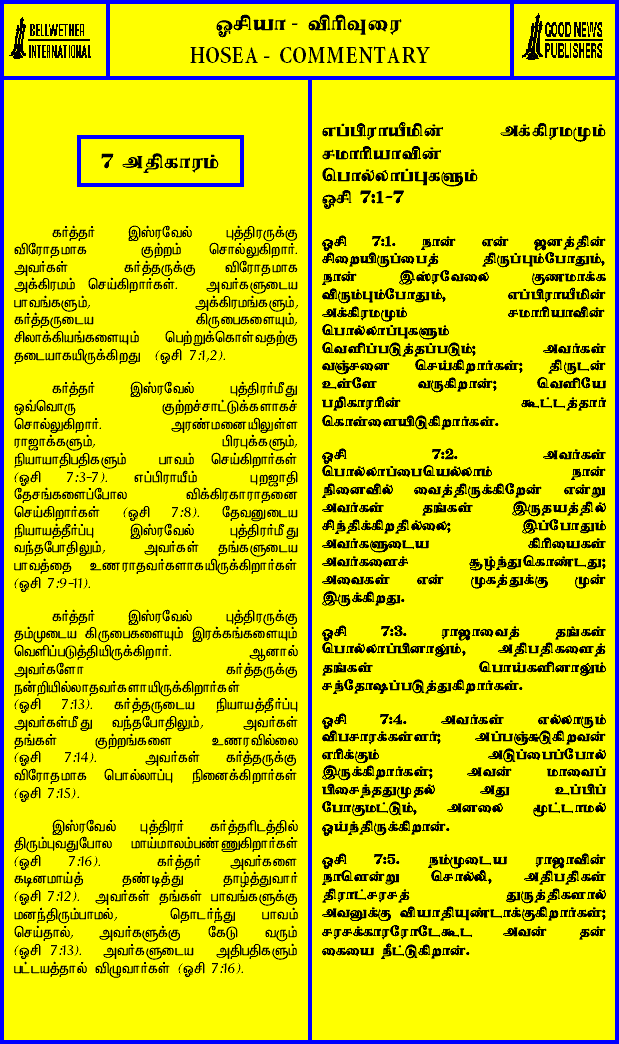 BELLWETHER
INTERNATIONAL
ஓசியா - விரிவுரை
HOSEA - COMMENTARY
GOOD NEWS
PUBLISHERS
7 அதிகாரம்
கர்த்தர் இஸ்ரவேல் புத்திரருக்கு
விரோதமாக குற்றம் சொல்லுகிறார்.
அவர்கள் கர்த்தருக்கு விரோதமாக
அக்கிரமம் செய்கிறார்கள். அவர்களுடைய
பாவங்களும், அக்கிரமங்களும்,
கர்த்தருடைய கிருபைகளையும்,
சிலாக்கியங்களையும் பெற்றுக்கொள்வதற்கு
தடையாகயிருக்கிறது (ஓசி 7:1,2).
கர்த்தர் இஸ்ரவேல் புத்திரர்மீது
ஒவ்வொரு குற்றச்சாட்டுக்களாகச்
சொல்லுகிறார். அரண்மனையிலுள்ள
ராஜாக்களும், பிரபுக்களும்,
நியாயாதிபதிகளும் பாவம் செய்கிறார்கள்
(ஓசி 7:3-7). எப்பிராயீம் புறஜாதி
தேசங்களைப்போல விக்கிரகாராதனை
செய்கிறார்கள் (ஓசி 7:8). தேவனுடைய
நியாயத்தீர்ப்பு இஸ்ரவேல் புத்திரர்மீது
வந்தபோதிலும், அவர்கள் தங்களுடைய
பாவத்தை உணராதவர்களாகயிருக்கிறார்கள்
(ஓசி 7:9-11).
கர்த்தர் இஸ்ரவேல் புத்திரருக்கு
தம்முடைய கிருபைகளையும் இரக்கங்களையும்
வெளிப்படுத்தியிருக்கிறார். ஆனால்
அவர்களோ கர்த்தருக்கு
நன்றியில்லாதவர்களாயிருக்கிறார்கள்
(ஓசி 7:13). கர்த்தருடைய நியாயத்தீர்ப்பு
அவர்கள்மீது வந்தபோதிலும், அவர்கள்
தங்கள் குற்றங்களை உணரவில்லை
(ஓசி 7:14). அவர்கள் கர்த்தருக்கு
விரோதமாக பொல்லாப்பு நினைக்கிறார்கள்
(ஓசி 7:15).
இஸ்ரவேல் புத்திரர் கர்த்தரிடத்தில்
திரும்புவதுபோல மாய்மாலம்பண்ணுகிறார்கள்
(ஓசி 7:16). கர்த்தர் அவர்களை
கடினமாய்த் தண்டித்து தாழ்த்துவார்
(ஓசி 7:12). அவர்கள் தங்கள் பாவங்களுக்கு
மனந்திரும்பாமல், தொடர்ந்து பாவம்
செய்தால், அவர்களுக்கு கேடு வரும்
(ஓசி 7:13). அவர்களுடைய அதிபதிகளும்
பட்டயத்தால் விழுவார்கள் (ஓசி 7:16).
எப்பிராயீமின் அக்கிரமமும்
சமாரியாவின்
பொல்லாப்புகளும்
ஓசி 7:1-7
ஓசி 7:1. நான் என் ஜனத்தின்
சிறையிருப்பைத் திருப்பும்போதும்,
நான் இஸ்ரவேலை குணமாக்க
விரும்பும்போதும், எப்பிராயீமின்
அக்கிரமமும் சமாரியாவின்
பொல்லாப்புகளும்
வெளிப்படுத்தப்படும்; அவர்கள்
வஞ்சனை செய்கிறார்கள்; திருடன்
உள்ளே வருகிறான்; வெளியே
பறிகாரரின் கூட்டத்தார்
கொள்ளையிடுகிறார்கள்.
ஓசி 7:2. அவர்கள்
பொல்லாப்பையெல்லாம் நான்
நினைவில் வைத்திருக்கிறேன் என்று
அவர்கள் தங்கள் இருதயத்தில்
சிந்திக்கிறதில்லை; இப்போதும்
அவர்களுடைய கிரியைகள்
அவர்களைச் சூழ்ந்துகொண்டது;
அவைகள் என் முகத்துக்கு முன்
இருக்கிறது.
ஓசி 7:3. ராஜாவைத் தங்கள்
பொல்லாப்பினாலும், அதிபதிகளைத்
தங்கள் பொய்களினாலும்
சந்தோஷப்படுத்துகிறார்கள்.
ஓசி 7:4. அவர்கள் எல்லாரும்
விபசாரக்கள்ளர்; அப்பஞ்சுடுகிறவன்
எரிக்கும் அடுப்பைப்போல்
இருக்கிறார்கள்; அவன் மாவைப்
பிசைந்ததுமுதல் அது உப்பிப்
போகுமட்டும், அனலை மூட்டாமல்
ஓய்ந்திருக்கிறான்.
ஓசி 7:5. நம்முடைய ராஜாவின்
நாளென்று சொல்லி, அதிபதிகள்
திராட்சரசத் துருத்திகளால்
அவனுக்கு வியாதியுண்டாக்குகிறார்கள்;
சரசக்காரரோடேகூட அவன் தன்
கையை நீட்டுகிறான்.